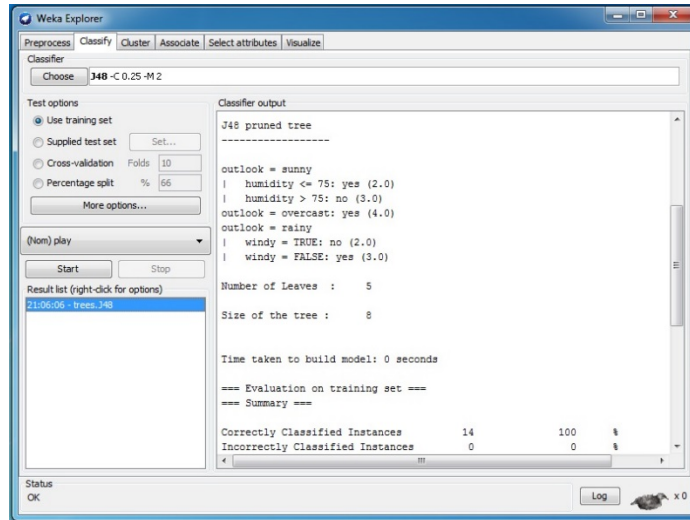 Weka Explorer
Preprocess Classify Cluster Associate Select attributes Visualize
Classifier
Choose J48 -C 0.25 -M 2
Test options
Use training set
Supplied test set Set...
Cross-validation Folds 10
Percentage split % 66
More options...
(Nom) play
Start Stop
Result list (right-click for options)
21:06:06 - trees.J48
Classifier output
J48 pruned tree
------------------
outlook = sunny
|   humidity <= 75: yes (2.0)
|   humidity > 75: no (3.0)
outlook = overcast: yes (4.0)
outlook = rainy
|   windy = TRUE: no (2.0)
|   windy = FALSE: yes (3.0)
Number of Leaves  :     5
Size of the tree :      8
Time taken to build model: 0 seconds
=== Evaluation on training set ===
=== Summary ===
Correctly Classified Instances          14              100      %
Incorrectly Classified Instances         0                0      %
Status
OK
Log x 0